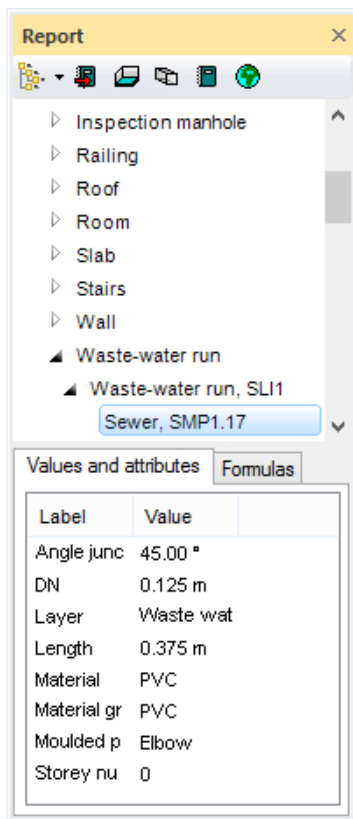 Report
Inspection manhole
Railing
Roof
Room
Slab
Stairs
Wall
Waste-water run
Waste-water run, SLI1
Sewer, SMP1.17
Values and attributes Formulas
Label Value
Angle junc 45.00 °
DN 0.125 m
Layer Waste wat
Length 0.375 m
Material PVC
Material gr PVC
Moulded p Elbow
Storey nu 0